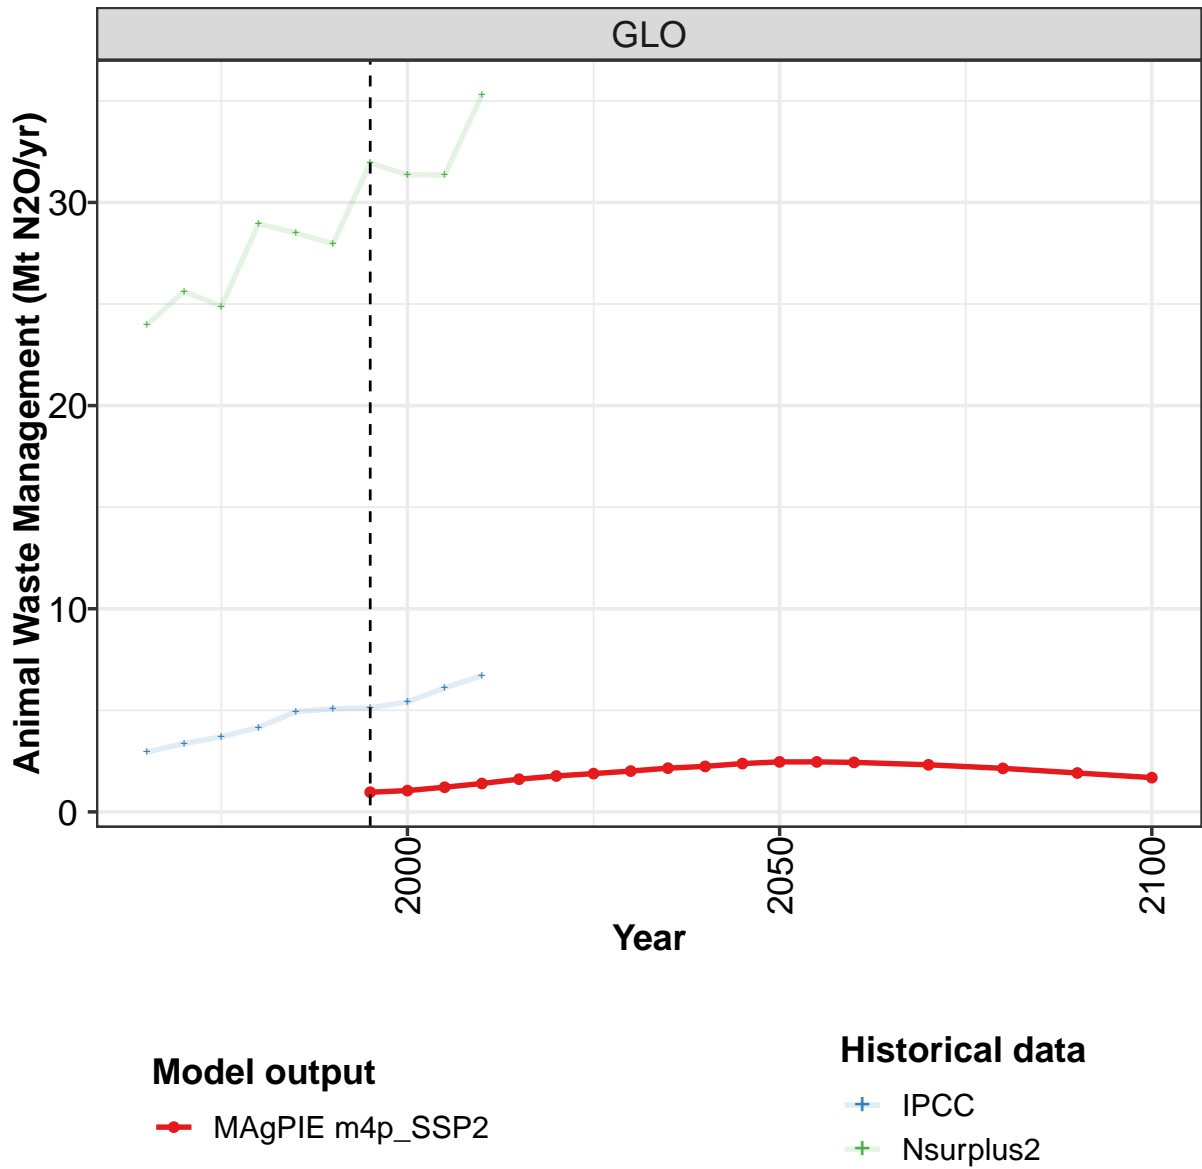 GLO
Animal Waste Management (Mt N2O/yr)
30
20
10
0
2000
2050
2100
Year
Model output
MAgPIE m4p_SSP2
Historical data
IPCC
Nsurplus2